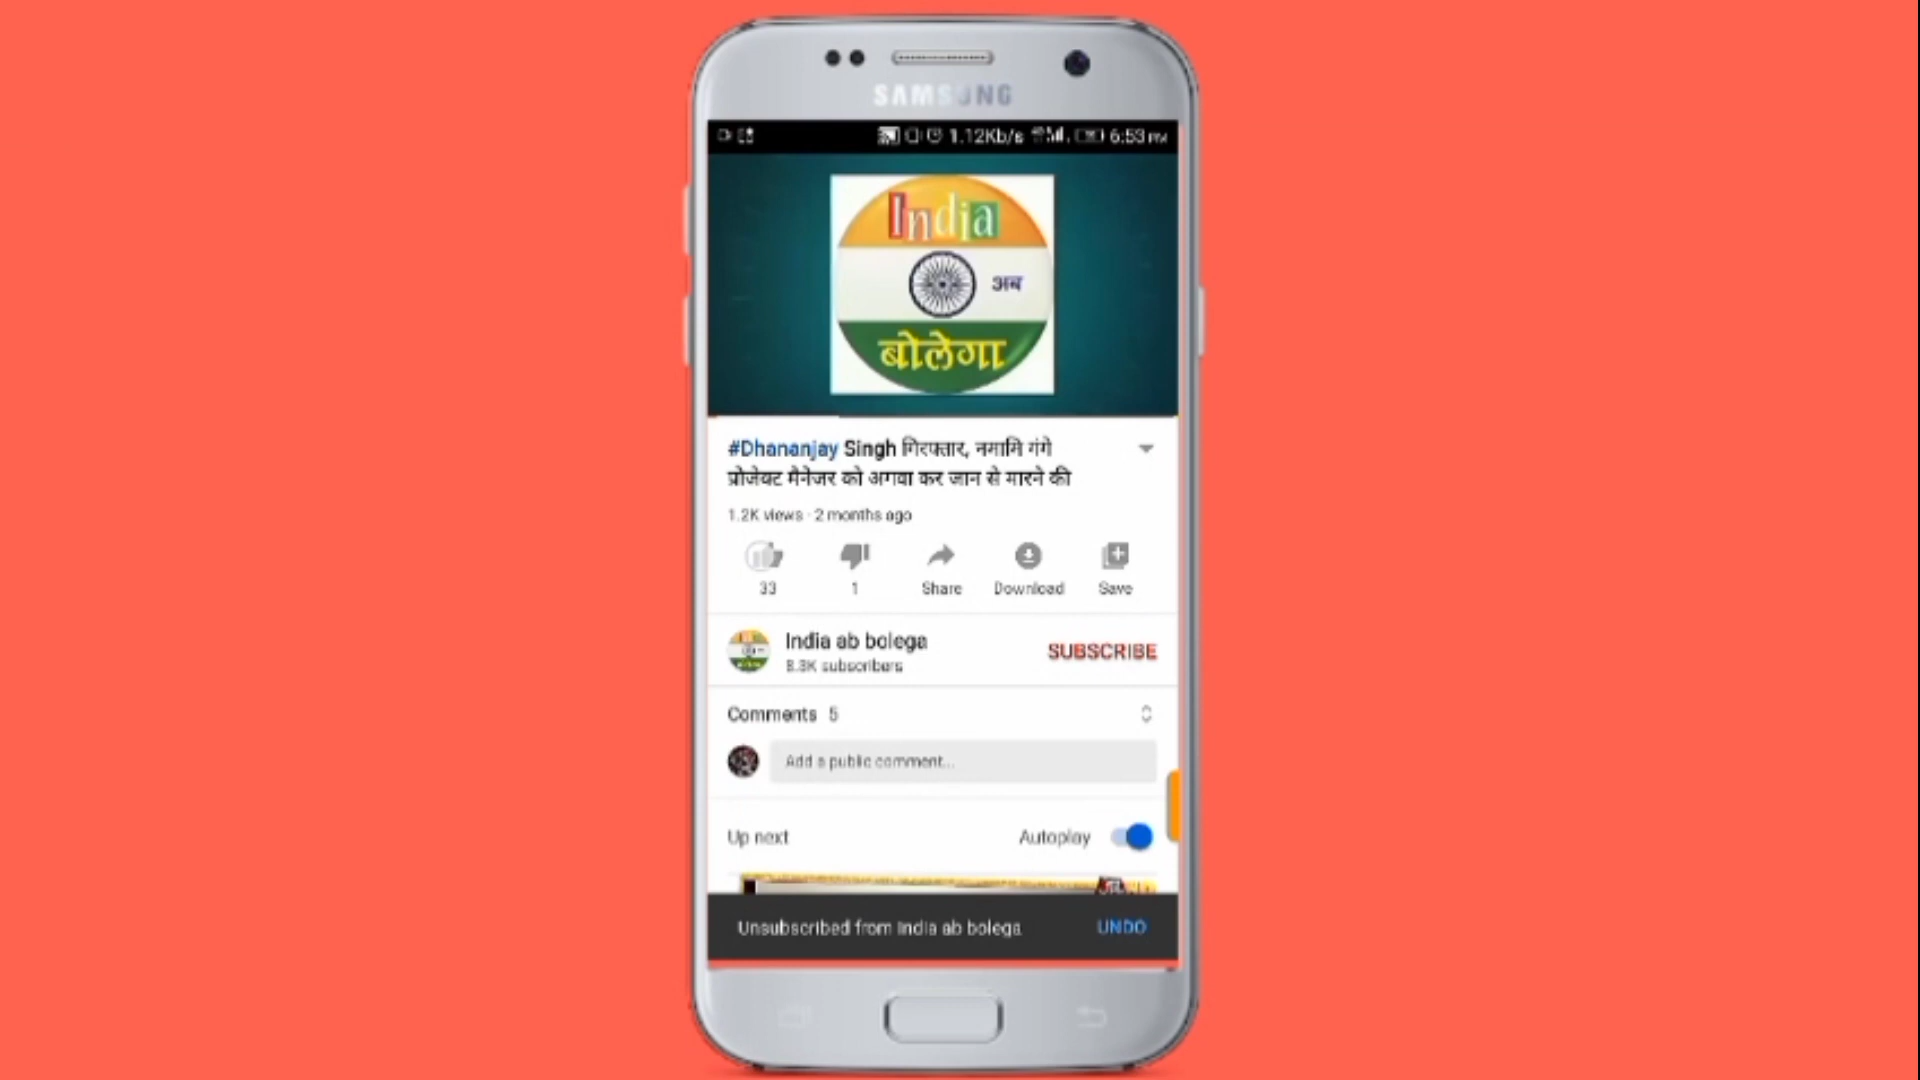 SAMSUNG
1.12Kb/s 6:53 PM
India
अब
बोलेगा
#Dhananjay Singh गिरफ्तार, नमामि गंगे
प्रोजेक्ट मैनेजर को अगवा कर जान से मारने की
1.2K views · 2 months ago
33 1 Share Download Save
India ab bolega
8.3K subscribers
SUBSCRIBE
Comments 5
Add a public comment...
Up next Autoplay
Unsubscribed from India ab bolega UNDO